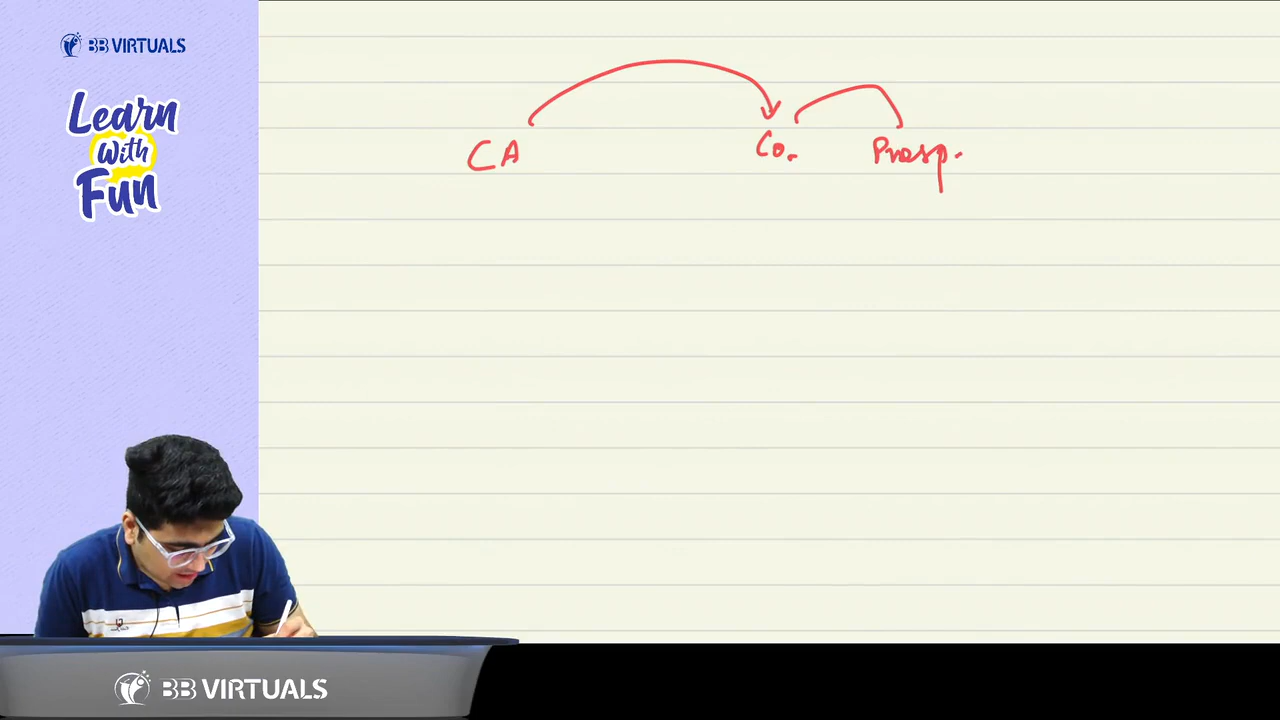 BB VIRTUALS
Learn
with
Fun
CA Co. Prosp.
BB VIRTUALS